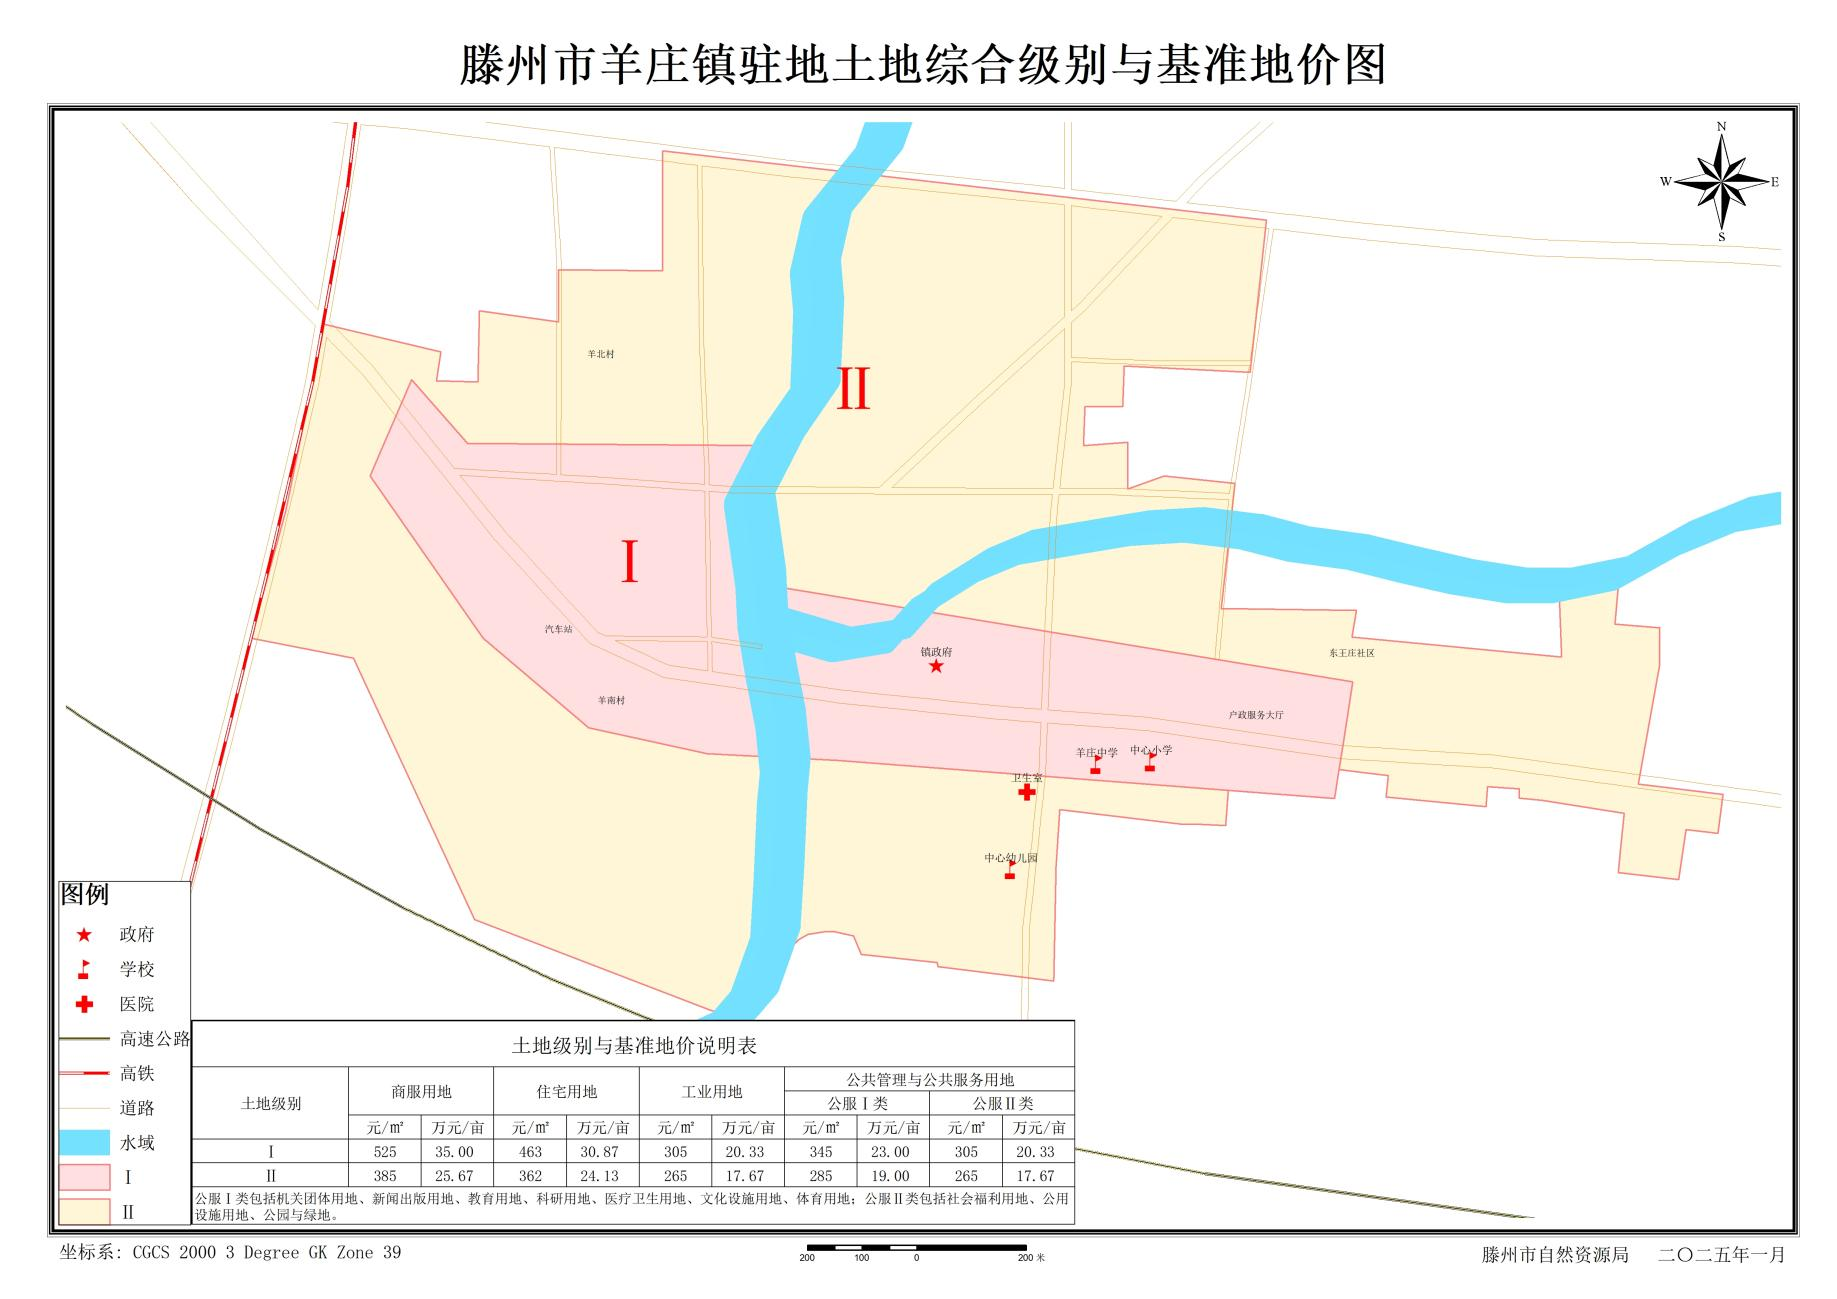 滕州市羊庄镇驻地土地综合级别与基准地价图
N
W E
S
羊北村
Ⅱ
Ⅰ
汽车站
镇政府
东王庄社区
羊南村
户政服务大厅
羊庄中学 中心小学
卫生室
中心幼儿园
图例
政府
学校
医院
高速公路
高铁
道路
水域
Ⅰ
Ⅱ
土地级别与基准地价说明表
土地级别 商服用地 住宅用地 工业用地 公共管理与公共服务用地
公服Ⅰ类 公服Ⅱ类
元/㎡ 万元/亩 元/㎡ 万元/亩 元/㎡ 万元/亩 元/㎡ 万元/亩 元/㎡ 万元/亩
Ⅰ 525 35.00 463 30.87 305 20.33 345 23.00 305 20.33
Ⅱ 385 25.67 362 24.13 265 17.67 285 19.00 265 17.67
公服Ⅰ类包括机关团体用地、新闻出版用地、教育用地、科研用地、医疗卫生用地、文化设施用地、体育用地；公服Ⅱ类包括社会福利用地、公用
设施用地、公园与绿地。
坐标系: CGCS 2000 3 Degree GK Zone 39
200 100 0 200 米
滕州市自然资源局 二〇二五年一月